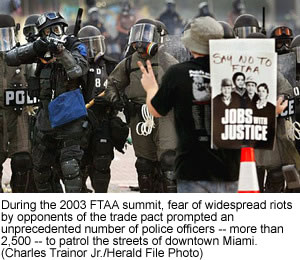 POLICE
84
SAY NO TO
FTAA
JOBS
WITH
JUSTICE
During the 2003 FTAA summit, fear of widespread riots
by opponents of the trade pact prompted an
unprecedented number of police officers -- more than
2,500 -- to patrol the streets of downtown Miami.
(Charles Trainor Jr./Herald File Photo)